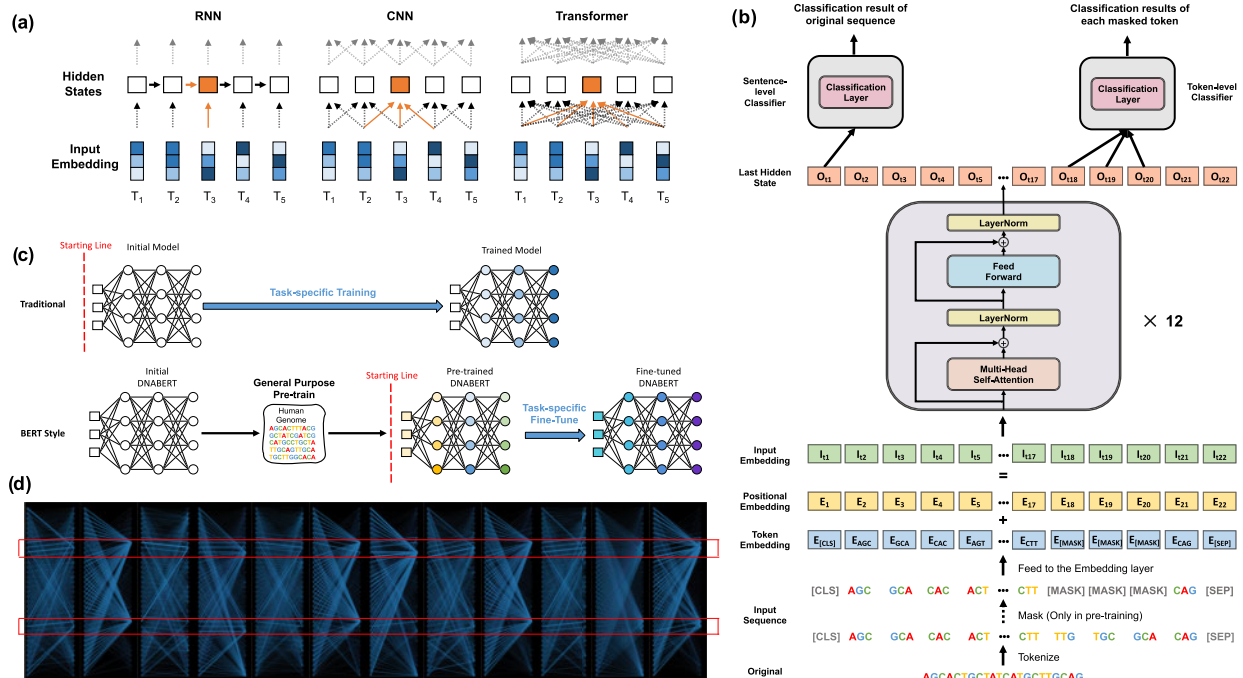 (a)
RNN
CNN
Transformer
Hidden
States
Input
Embedding
T1 T2 T3 T4 T5
T1 T2 T3 T4 T5
T1 T2 T3 T4 T5
(c)
Starting Line
Initial Model
Trained Model
Traditional
Task-specific Training
Initial
DNABERT
General Purpose
Pre-train
Starting Line
Pre-trained
DNABERT
Fine-tuned
DNABERT
BERT Style
Human
Genome
AGCACTTTACG
GCTATCGATCG
CATGCCTGCTA
TTGCAGTTGCA
TGCTTGGCACA
Task-specific
Fine-Tune
(d)
(b)
Classification result of
original sequence
Classification results of
each masked token
Sentence-
level
Classifier
Classification
Layer
Classification
Layer
Token-level
Classifier
Last Hidden
State
Ot1 Ot2 Ot3 Ot4 Ot5 ••• Ot17 Ot18 Ot19 Ot20 Ot21 Ot22
LayerNorm
+
Feed
Forward
LayerNorm
+
Multi-Head
Self-Attention
× 12
Input
Embedding
It1 It2 It3 It4 It5 ••• It17 It18 It19 It20 It21 It22
=
Positional
Embedding
E1 E2 E3 E4 E5 ••• E17 E18 E19 E20 E21 E22
+
Token
Embedding
E[CLS] EAGC EGCA ECAC EAGT ••• ECTT E[MASK] E[MASK] E[MASK] ECAG E[SEP]
Feed to the Embedding layer
[CLS] AGC GCA CAC ACT ••• CTT [MASK] [MASK] [MASK] CAG [SEP]
Input
Sequence
Mask (Only in pre-training)
[CLS] AGC GCA CAC ACT ••• CTT TTG TGC GCA CAG [SEP]
Tokenize
Original
AGCACTGCTATCATGCTTGCAG